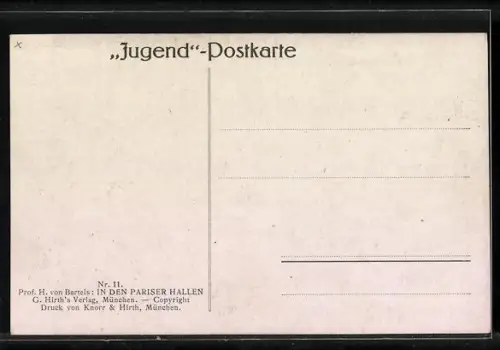 „Jugend“-Postkarte
Nr. 11.
Prof. H. von Bartels: IN DEN PARISER HALLEN
G. Hirth's Verlag, München. — Copyright
Druck von Knorr & Hirth, München.